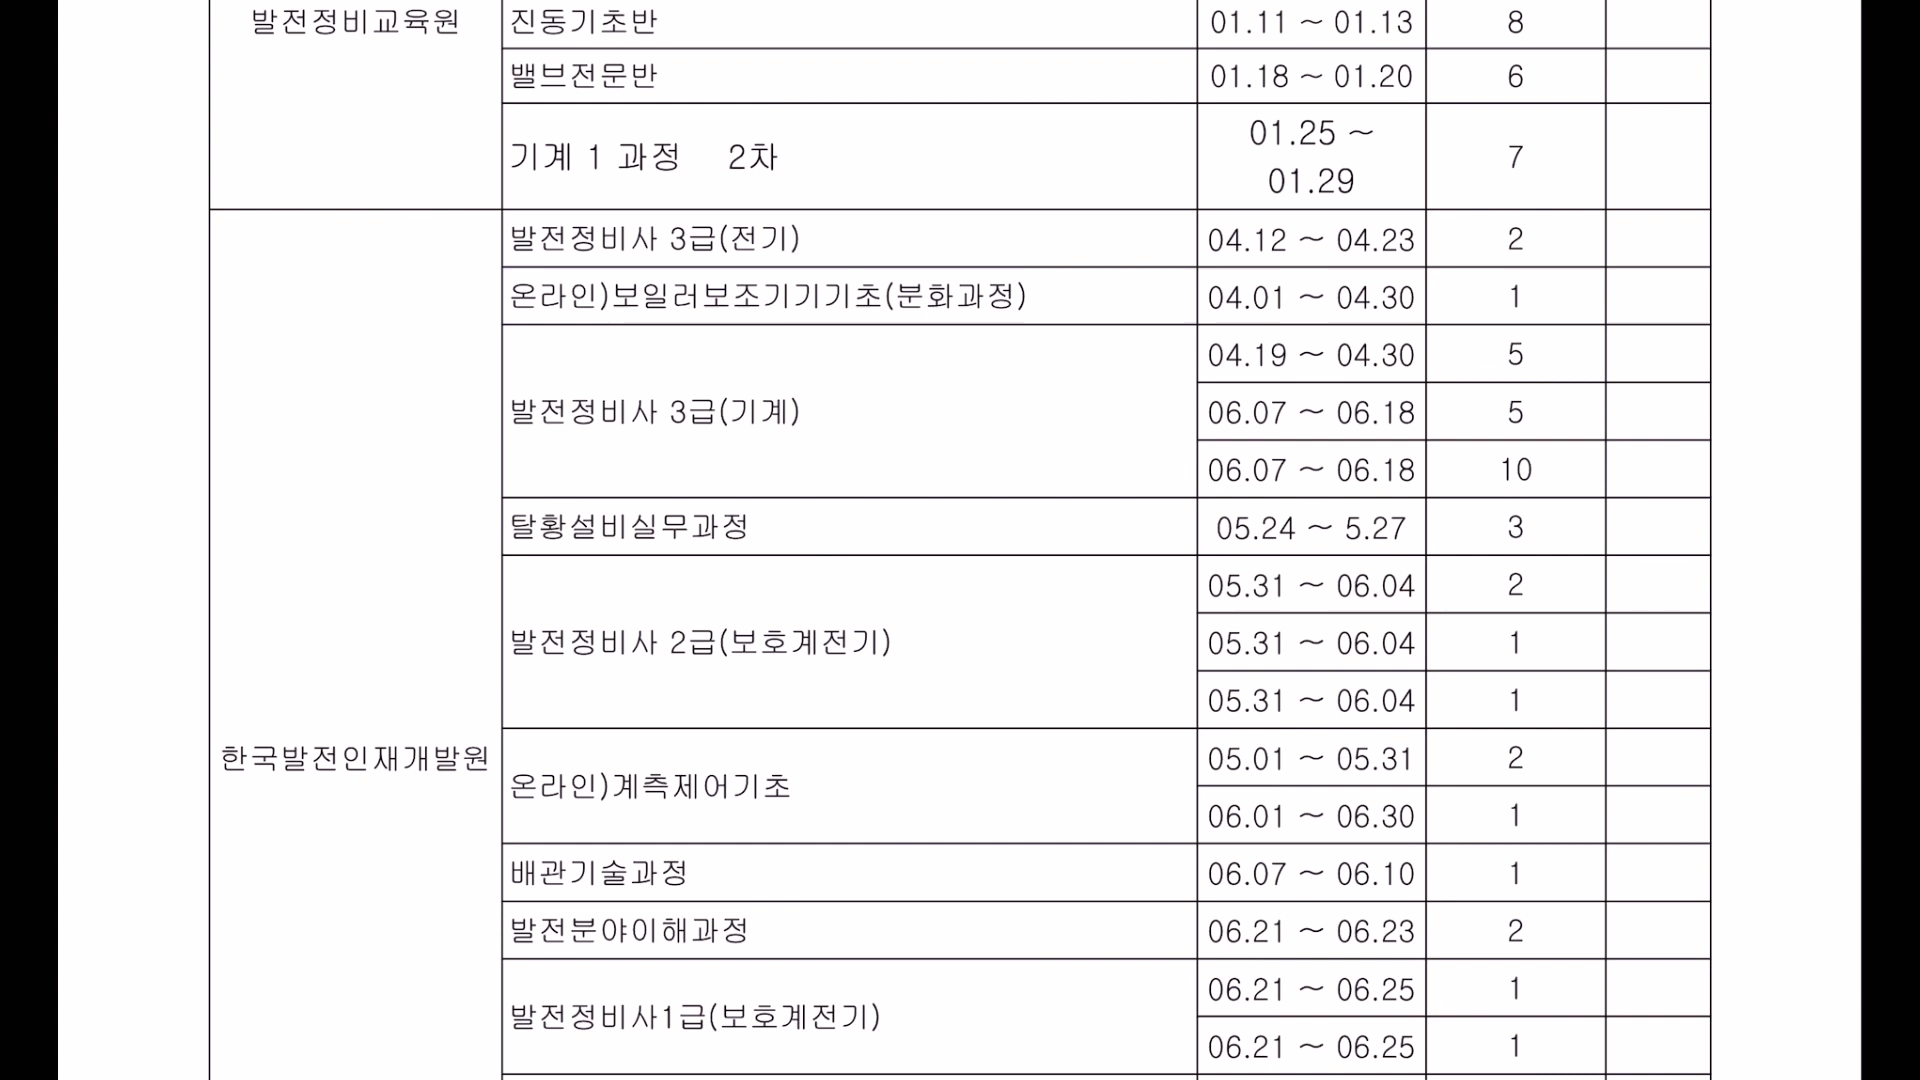 발전정비교육원 진동기초반 01.11 ~ 01.13 8
밸브전문반 01.18 ~ 01.20 6
기계 1 과정 2차 01.25 ~ 01.29 7
한국발전인재개발원
발전정비사 3급(전기) 04.12 ~ 04.23 2
온라인)보일러보조기기기초(분화과정) 04.01 ~ 04.30 1
발전정비사 3급(기계) 04.19 ~ 04.30 5
06.07 ~ 06.18 5
06.07 ~ 06.18 10
탈황설비실무과정 05.24 ~ 5.27 3
발전정비사 2급(보호계전기) 05.31 ~ 06.04 2
05.31 ~ 06.04 1
05.31 ~ 06.04 1
온라인)계측제어기초 05.01 ~ 05.31 2
06.01 ~ 06.30 1
배관기술과정 06.07 ~ 06.10 1
발전분야이해과정 06.21 ~ 06.23 2
발전정비사1급(보호계전기) 06.21 ~ 06.25 1
06.21 ~ 06.25 1